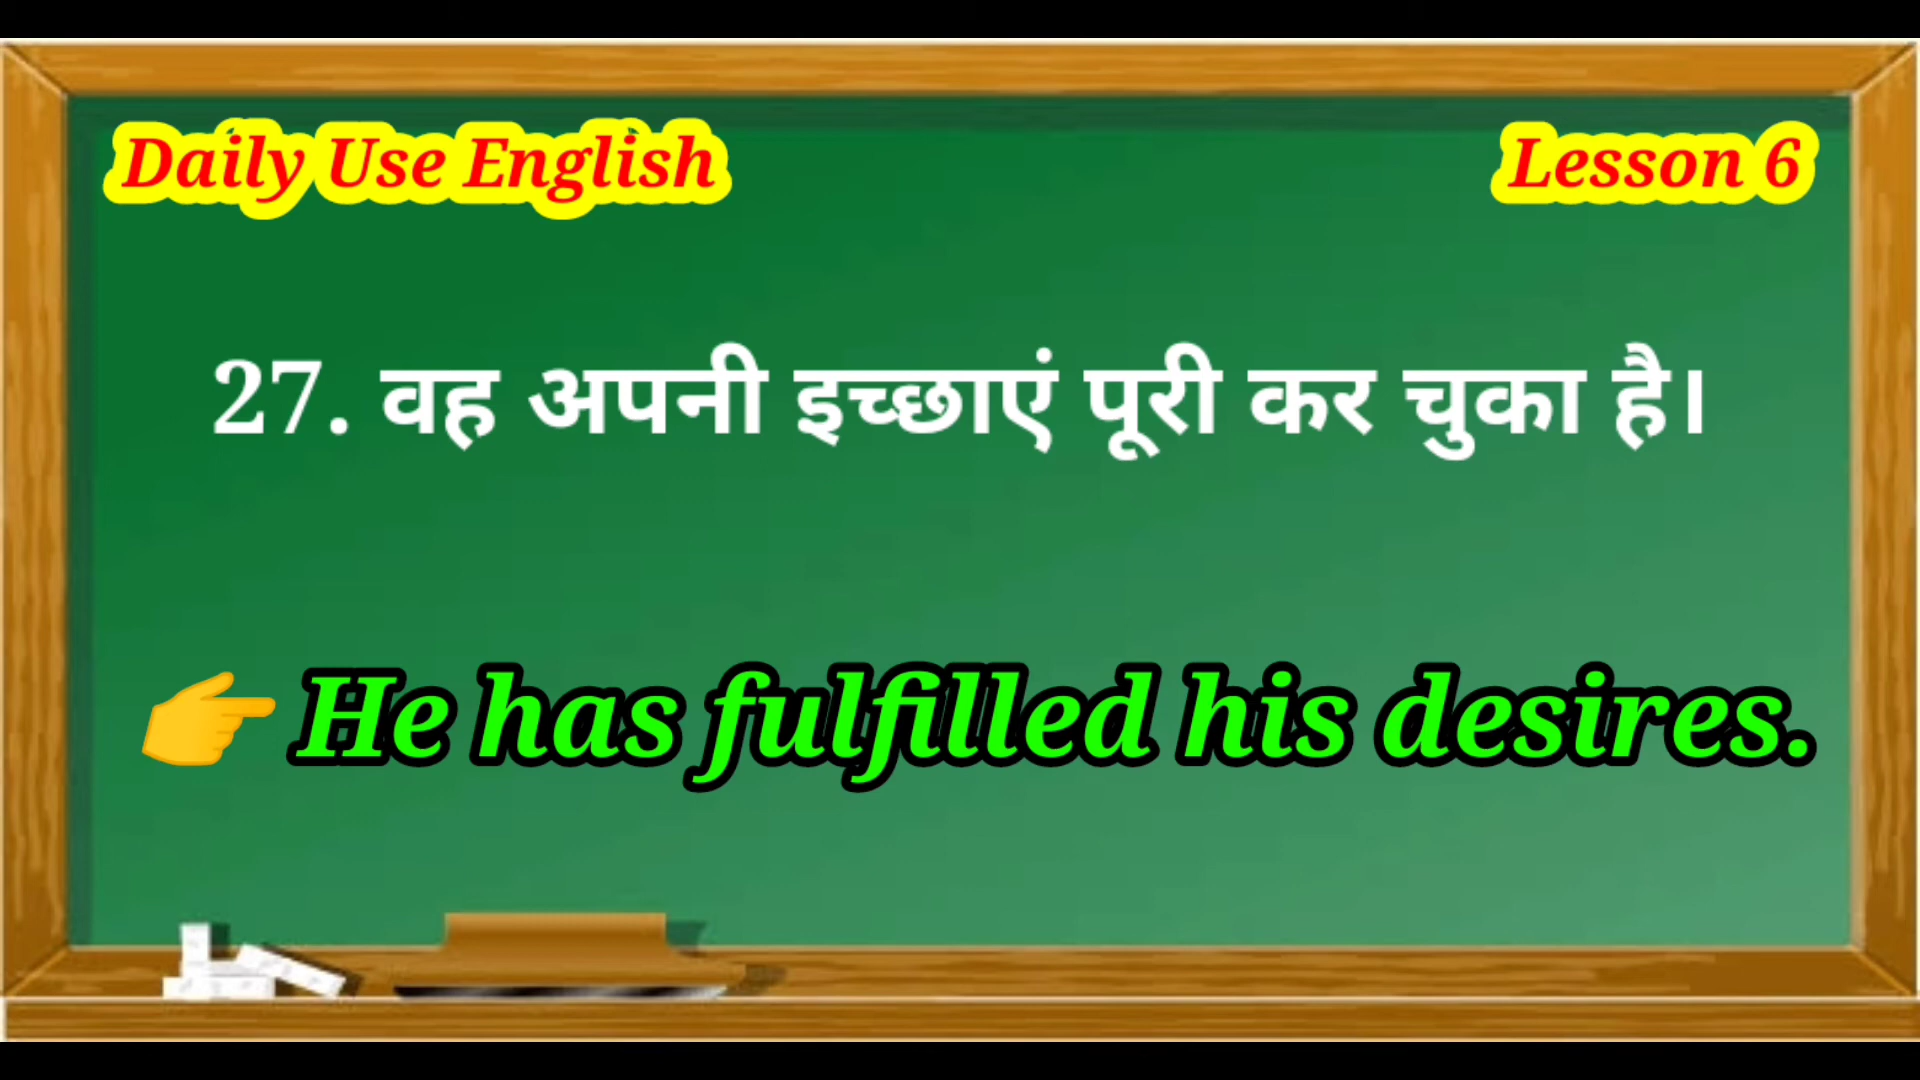 Daily Use English
Lesson 6
27. वह अपनी इच्छाएं पूरी कर चुका है।
👉 He has fulfilled his desires.